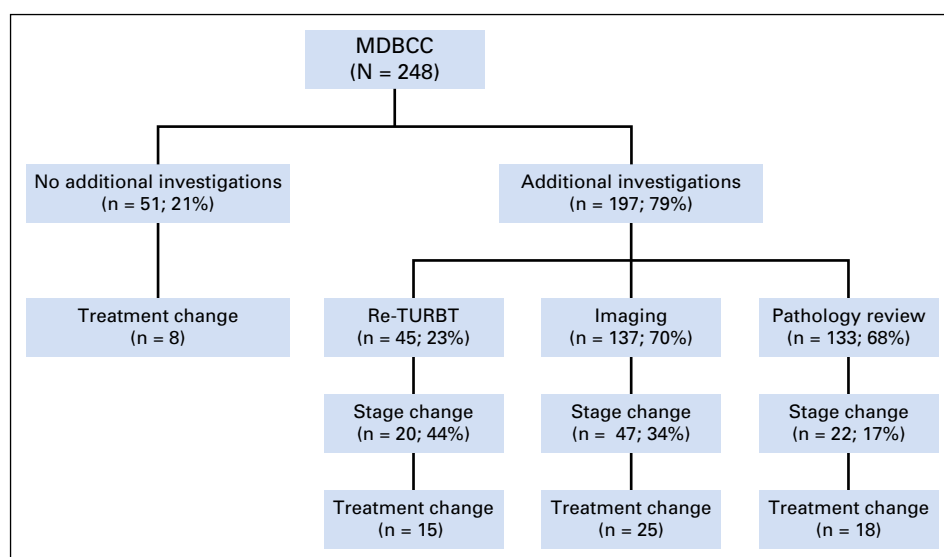 MDBCC
(N = 248)
No additional investigations
(n = 51; 21%)
Additional investigations
(n = 197; 79%)
Treatment change
(n = 8)
Re-TURBT
(n = 45; 23%)
Imaging
(n = 137; 70%)
Pathology review
(n = 133; 68%)
Stage change
(n = 20; 44%)
Stage change
(n = 47; 34%)
Stage change
(n = 22; 17%)
Treatment change
(n = 15)
Treatment change
(n = 25)
Treatment change
(n = 18)